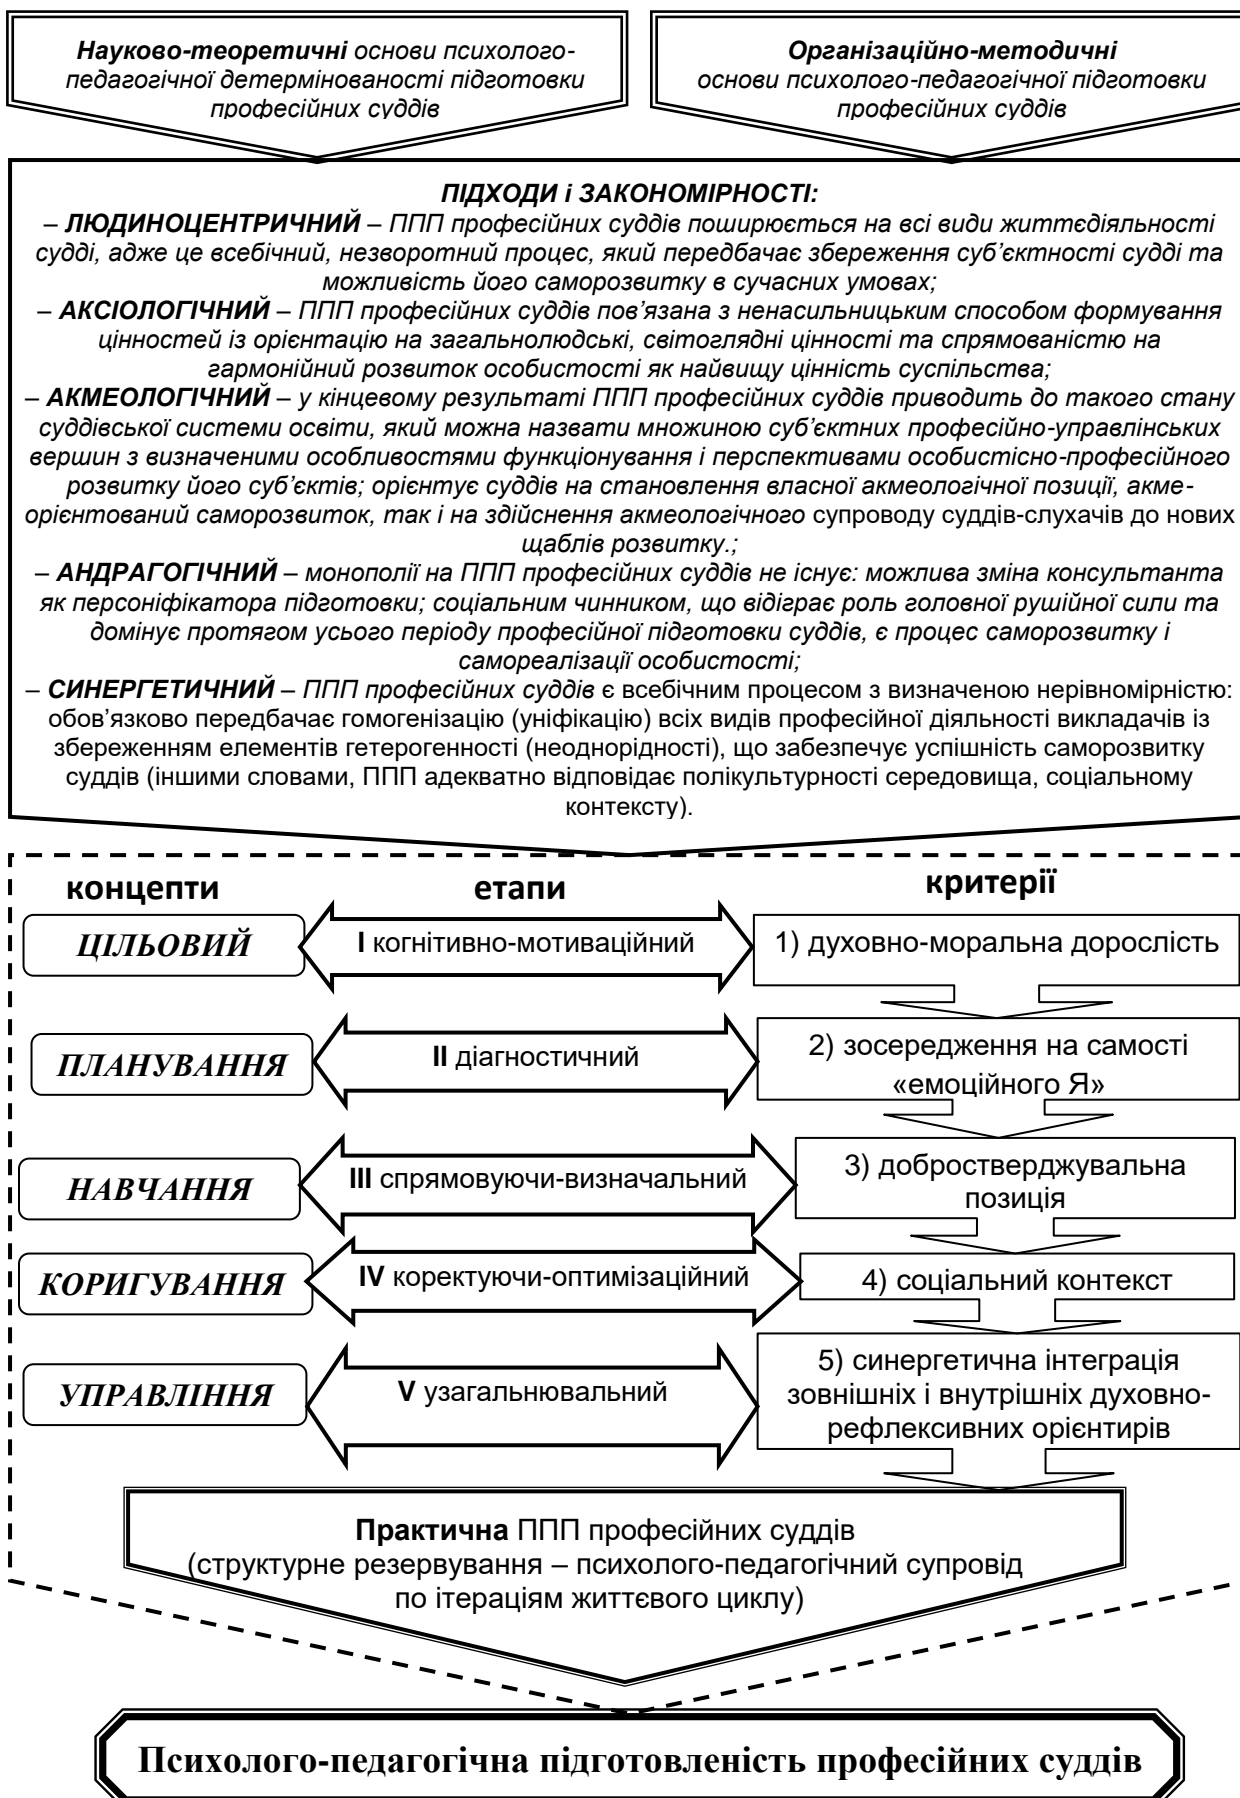 Науково-теоретичні основи психолого-
педагогічної детермінованості підготовки
професійних суддів
Організаційно-методичні
основи психолого-педагогічної підготовки
професійних суддів
ПІДХОДИ і ЗАКОНОМІРНОСТІ:
– ЛЮДИНОЦЕНТРИЧНИЙ – ППП професійних суддів поширюється на всі види життєдіяльності
судді, адже це всебічний, незворотний процес, який передбачає збереження суб’єктності судді та
можливість його саморозвитку в сучасних умовах;
– АКСІОЛОГІЧНИЙ – ППП професійних суддів пов’язана з ненасильницьким способом формування
цінностей із орієнтацію на загальнолюдські, світоглядні цінності та спрямованістю на
гармонійний розвиток особистості як найвищу цінність суспільства;
– АКМЕОЛОГІЧНИЙ – у кінцевому результаті ППП професійних суддів приводить до такого стану
суддівської системи освіти, який можна назвати множиною суб’єктних професійно-управлінських
вершин з визначеними особливостями функціонування і перспективами особистісно-професійного
розвитку його суб’єктів; орієнтує суддів на становлення власної акмеологічної позиції, акме-
орієнтований саморозвиток, так і на здійснення акмеологічного супроводу суддів-слухачів до нових
щаблів розвитку.;
– АНДРАГОГІЧНИЙ – монополії на ППП професійних суддів не існує: можлива зміна консультанта
як персоніфікатора підготовки; соціальним чинником, що відіграє роль головної рушійної сили та
домінує протягом усього періоду професійної підготовки суддів, є процес саморозвитку і
самореалізації особистості;
– СИНЕРГЕТИЧНИЙ – ППП професійних суддів є всебічним процесом з визначеною нерівномірністю:
обов’язково передбачає гомогенізацію (уніфікацію) всіх видів професійної діяльності викладачів із
збереженням елементів гетерогенності (неоднорідності), що забезпечує успішність саморозвитку
суддів (іншими словами, ППП адекватно відповідає полікультурності середовища, соціальному
контексту).
концепти
етапи
критерії
ЦІЛЬОВИЙ
І когнітивно-мотиваційний
1) духовно-моральна дорослість
ПЛАНУВАННЯ
ІІ діагностичний
2) зосередження на самості
«емоційного Я»
НАВЧАННЯ
ІІІ спрямовуючи-визначальний
3) добростверджувальна
позиція
КОРИГУВАННЯ
IV коректуючи-оптимізаційний
4) соціальний контекст
УПРАВЛІННЯ
V узагальнювальний
5) синергетична інтеграція
зовнішніх і внутрішніх духовно-
рефлексивних орієнтирів
Практична ППП професійних суддів
(структурне резервування – психолого-педагогічний супровід
по ітераціям життєвого циклу)
Психолого-педагогічна підготовленість професійних суддів